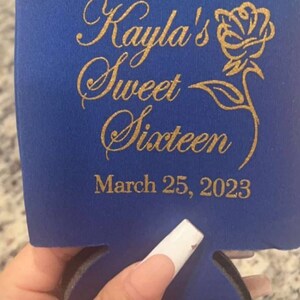 Kayla's
Sweet
Sixteen
March 25, 2023